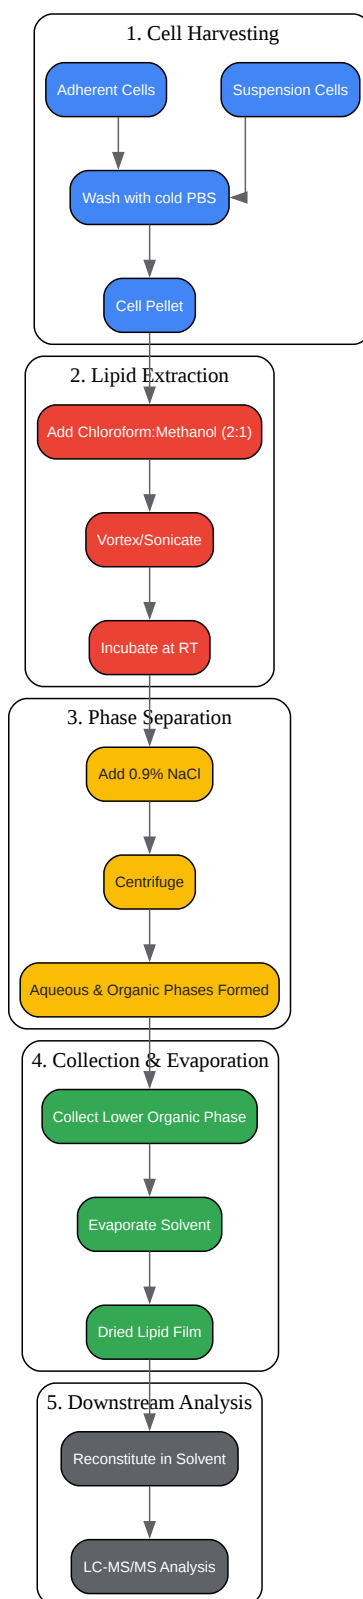 1. Cell Harvesting
Adherent Cells
Suspension Cells
Wash with cold PBS
Cell Pellet
2. Lipid Extraction
Add Chloroform:Methanol (2:1)
Vortex/Sonicate
Incubate at RT
3. Phase Separation
Add 0.9% NaCl
Centrifuge
Aqueous & Organic Phases Formed
4. Collection & Evaporation
Collect Lower Organic Phase
Evaporate Solvent
Dried Lipid Film
5. Downstream Analysis
Reconstitute in Solvent
LC-MS/MS Analysis